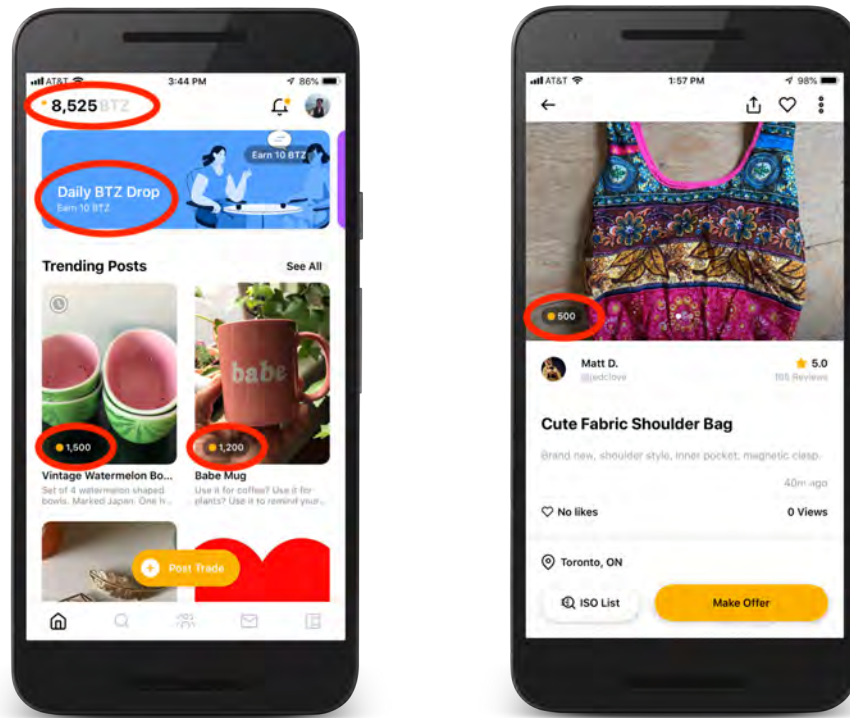 AT&T 3:44 PM 86%
8,525 BTZ
Earn 10 BTZ
Daily BTZ Drop
Earn 10 BTZ
Trending Posts See All
babe
1,500 1,200
Vintage Watermelon Bo... Babe Mug
Set of 4 watermelon shaped Use it for coffee? Use it for
bowls. Marked Japan. One h... plants? Use it to remind your...
Post Trade
AT&T 1:57 PM 98%
500
Matt D. 5.0
@jedclove 165 Reviews
Cute Fabric Shoulder Bag
Brand new, shoulder style, inner pocket, magnetic clasp.
40m ago
No likes 0 Views
Toronto, ON
ISO List Make Offer